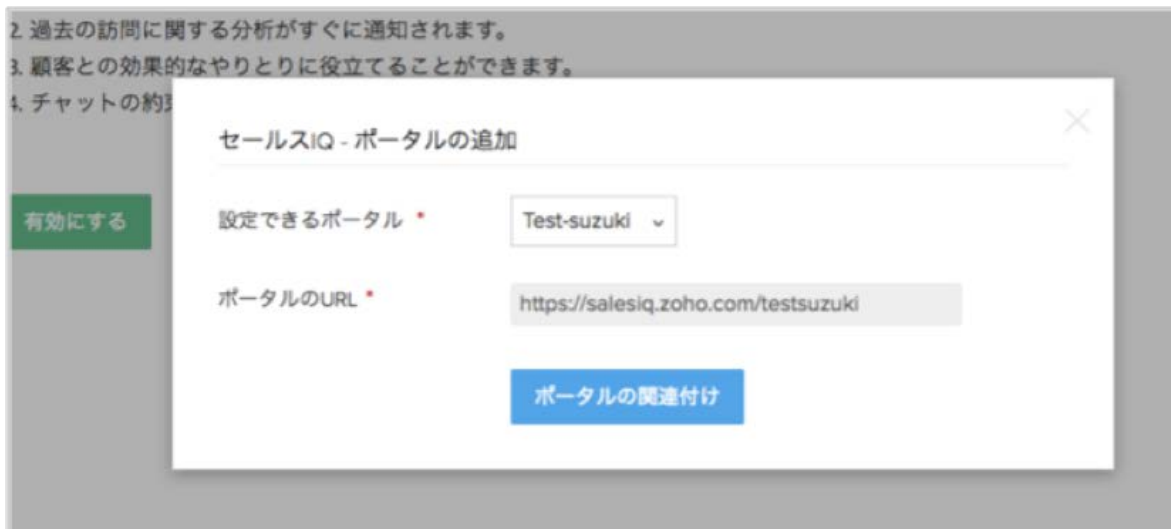 2. 過去の訪問に関する分析がすぐに通知されます。
3. 顧客との効果的なやりとりに役立てることができます。
4. チャットの約
セールスIQ - ポータルの追加
有効にする
設定できるポータル * Test-suzuki
ポータルのURL * https://salesiq.zoho.com/testsuzuki
ポータルの関連付け